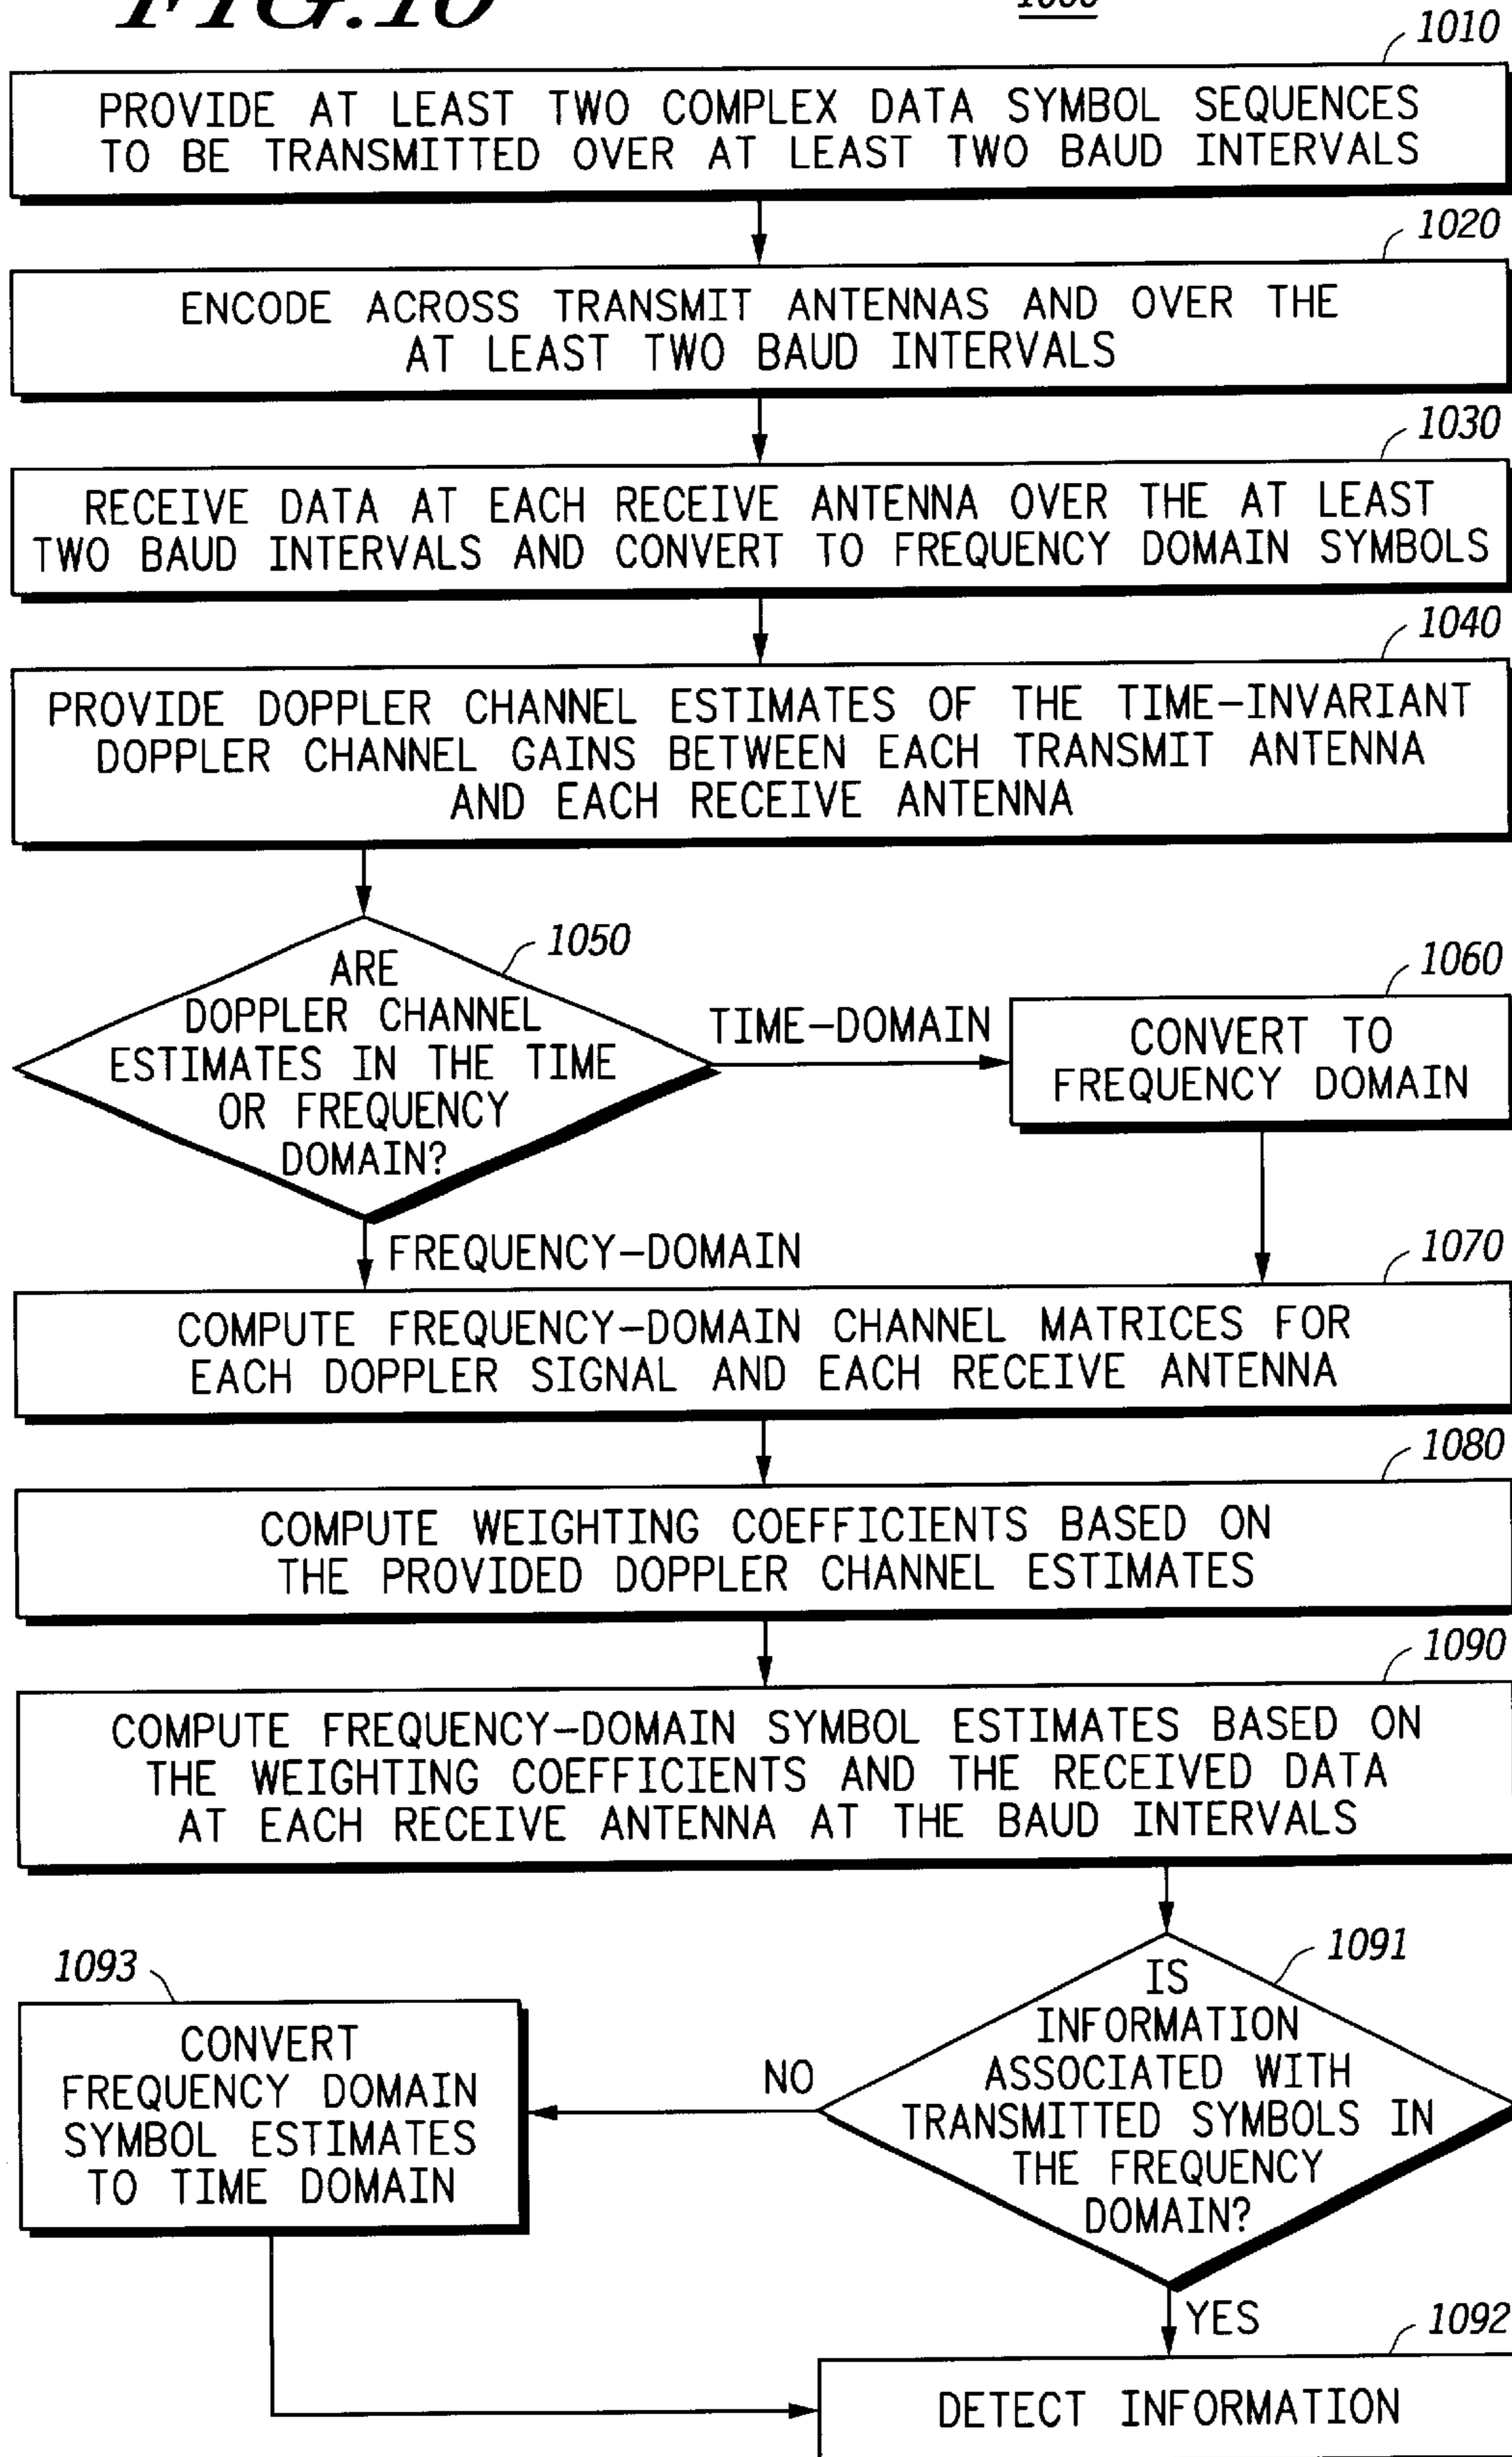 FIG.10
1000
1010
PROVIDE AT LEAST TWO COMPLEX DATA SYMBOL SEQUENCES
TO BE TRANSMITTED OVER AT LEAST TWO BAUD INTERVALS
1020
ENCODE ACROSS TRANSMIT ANTENNAS AND OVER THE
AT LEAST TWO BAUD INTERVALS
1030
RECEIVE DATA AT EACH RECEIVE ANTENNA OVER THE AT LEAST
TWO BAUD INTERVALS AND CONVERT TO FREQUENCY DOMAIN SYMBOLS
1040
PROVIDE DOPPLER CHANNEL ESTIMATES OF THE TIME-INVARIANT
DOPPLER CHANNEL GAINS BETWEEN EACH TRANSMIT ANTENNA
AND EACH RECEIVE ANTENNA
1050
ARE
DOPPLER CHANNEL
ESTIMATES IN THE TIME
OR FREQUENCY
DOMAIN?
TIME-DOMAIN
1060
CONVERT TO
FREQUENCY DOMAIN
FREQUENCY-DOMAIN
1070
COMPUTE FREQUENCY-DOMAIN CHANNEL MATRICES FOR
EACH DOPPLER SIGNAL AND EACH RECEIVE ANTENNA
1080
COMPUTE WEIGHTING COEFFICIENTS BASED ON
THE PROVIDED DOPPLER CHANNEL ESTIMATES
1090
COMPUTE FREQUENCY-DOMAIN SYMBOL ESTIMATES BASED ON
THE WEIGHTING COEFFICIENTS AND THE RECEIVED DATA
AT EACH RECEIVE ANTENNA AT THE BAUD INTERVALS
1091
IS
INFORMATION
ASSOCIATED WITH
TRANSMITTED SYMBOLS IN
THE FREQUENCY
DOMAIN?
NO
1093
CONVERT
FREQUENCY DOMAIN
SYMBOL ESTIMATES
TO TIME DOMAIN
YES
1092
DETECT INFORMATION